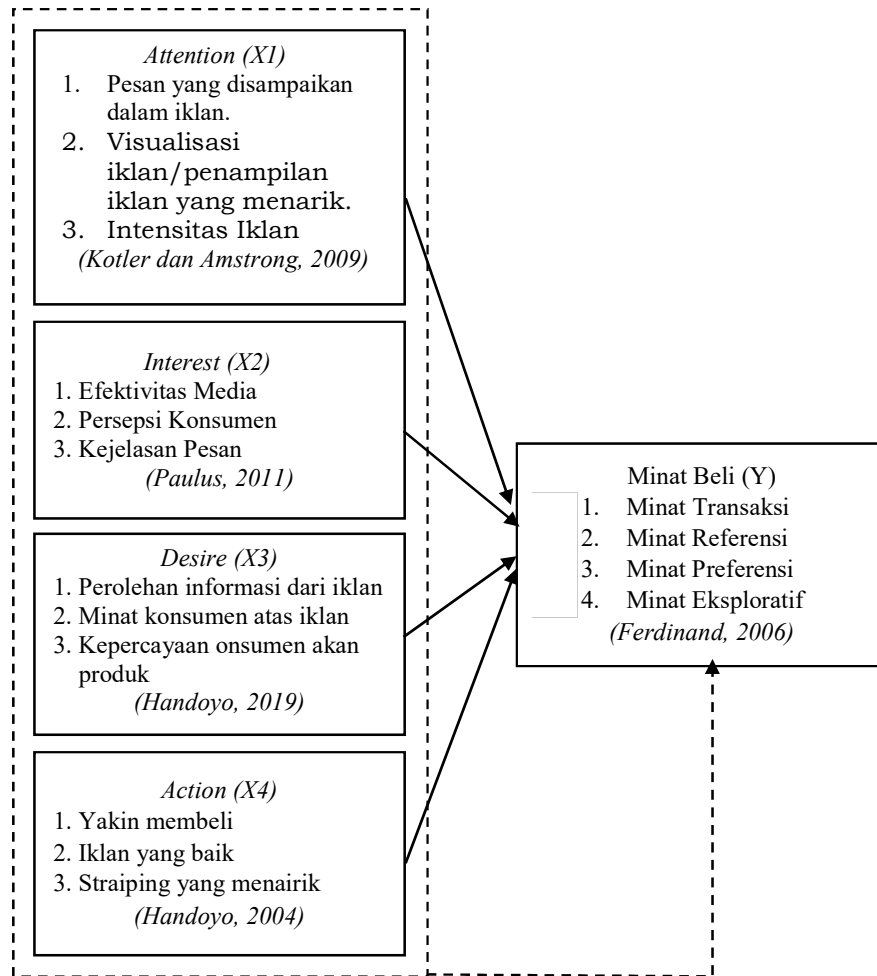 Attention (X1)
1. Pesan yang disampaikan
dalam iklan.
2. Visualisasi
iklan/penampilan
iklan yang menarik.
3. Intensitas Iklan
(Kotler dan Amstrong, 2009)
Interest (X2)
1. Efektivitas Media
2. Persepsi Konsumen
3. Kejelasan Pesan
(Paulus, 2011)
Desire (X3)
1. Perolehan informasi dari iklan
2. Minat konsumen atas iklan
3. Kepercayaan onsumen akan
produk
(Handoyo, 2019)
Action (X4)
1. Yakin membeli
2. Iklan yang baik
3. Straiping yang menairik
(Handoyo, 2004)
Minat Beli (Y)
1. Minat Transaksi
2. Minat Referensi
3. Minat Preferensi
4. Minat Eksploratif
(Ferdinand, 2006)